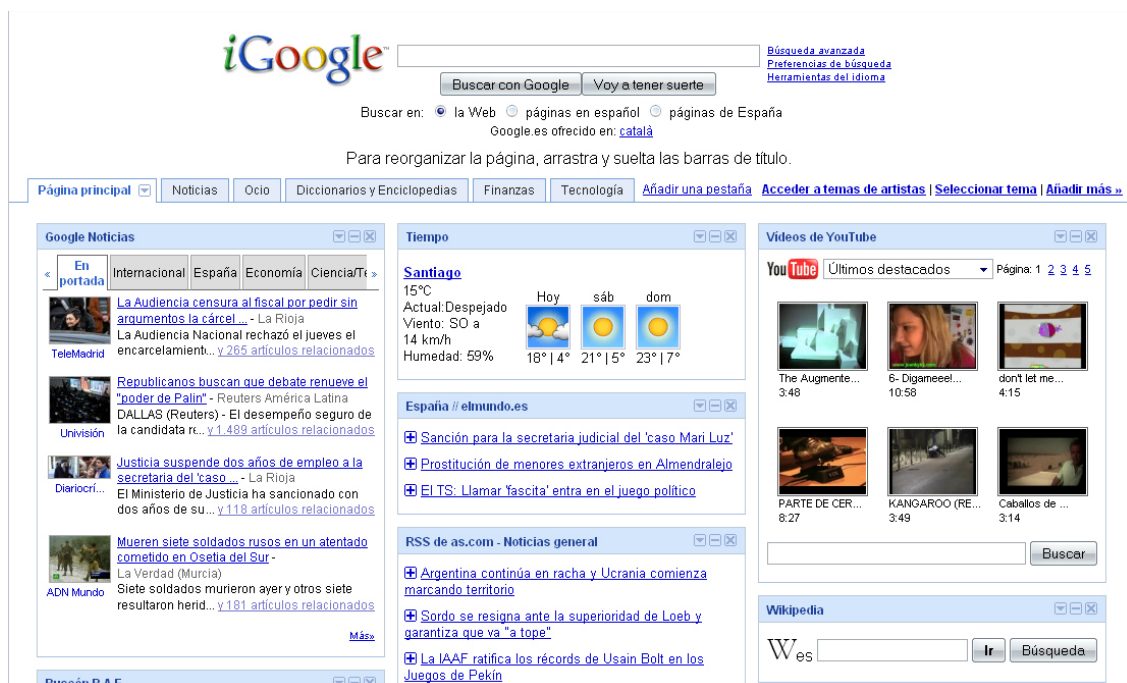 iGoogle™
Búsqueda avanzada
Preferencias de búsqueda
Herramientas del idioma
Buscar con Google Voy a tener suerte
Buscar en: la Web páginas en español páginas de España
Google.es ofrecido en: català
Para reorganizar la página, arrastra y suelta las barras de título.
Página principal Noticias Ocio Diccionarios y Enciclopedias Finanzas Tecnología Añadir una pestaña Acceder a temas de artistas | Seleccionar tema | Añadir más »
Google Noticias
« En portada Internacional España Economía Ciencia/Te »
La Audiencia censura al fiscal por pedir sin
argumentos la cárcel ... - La Rioja
La Audiencia Nacional rechazó el jueves el
encarcelamient... y 265 artículos relacionados
TeleMadrid
Republicanos buscan que debate renueve el
"poder de Palin" - Reuters América Latina
DALLAS (Reuters) - El desempeño seguro de
la candidata re... y 1.489 artículos relacionados
Univisión
Justicia suspende dos años de empleo a la
secretaria del 'caso ... - La Rioja
El Ministerio de Justicia ha sancionado con
dos años de su... y 118 artículos relacionados
Diariocrí...
Mueren siete soldados rusos en un atentado
cometido en Osetia del Sur -
La Verdad (Murcia)
Siete soldados murieron ayer y otros siete
resultaron herid... y 181 artículos relacionados
ADN Mundo
Más»
Tiempo
Santiago
15°C
Actual:Despejado
Viento: SO a
14 km/h
Humedad: 59%
Hoy sáb dom
18° | 4° 21° | 5° 23° | 7°
España // elmundo.es
Sanción para la secretaria judicial del 'caso Mari Luz'
Prostitución de menores extranjeros en Almendralejo
El TS: Llamar 'fascita' entra en el juego político
RSS de as.com - Noticias general
Argentina continúa en racha y Ucrania comienza
marcando territorio
Sordo se resigna ante la superioridad de Loeb y
garantiza que va "a tope"
La IAAF ratifica los récords de Usain Bolt en los
Juegos de Pekín
Vídeos de YouTube
YouTube Últimos destacados Página: 1 2 3 4 5
The Augmente... 6- Digameee!... don't let me...
3:48 10:58 4:15
PARTE DE CER... KANGAROO (RE... Caballos de ...
8:27 3:49 3:14
Buscar
Wikipedia
W es Ir Búsqueda